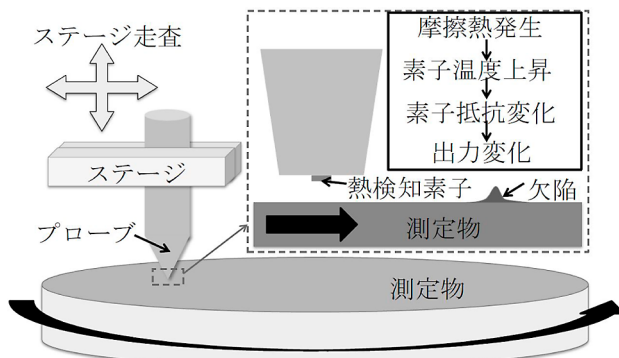 ステージ走査
ステージ
プローブ
測定物
摩擦熱発生
素子温度上昇
素子抵抗変化
出力変化
熱検知素子
欠陥
測定物